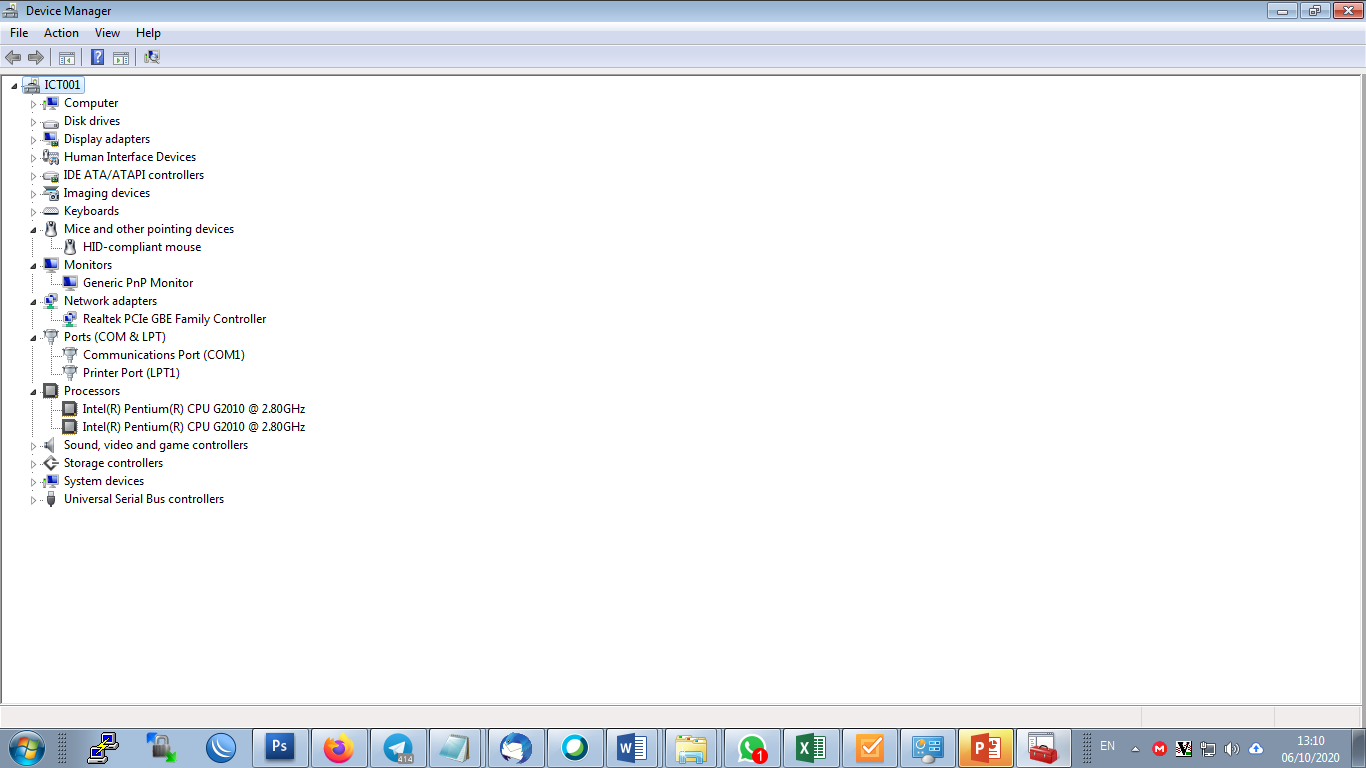 Device Manager
File Action View Help
ICT001
Computer
Disk drives
Display adapters
Human Interface Devices
IDE ATA/ATAPI controllers
Imaging devices
Keyboards
Mice and other pointing devices
HID-compliant mouse
Monitors
Generic PnP Monitor
Network adapters
Realtek PCIe GBE Family Controller
Ports (COM & LPT)
Communications Port (COM1)
Printer Port (LPT1)
Processors
Intel(R) Pentium(R) CPU G2010 @ 2.80GHz
Intel(R) Pentium(R) CPU G2010 @ 2.80GHz
Sound, video and game controllers
Storage controllers
System devices
Universal Serial Bus controllers
Ps 414 W 1 X P EN M 13:10
06/10/2020